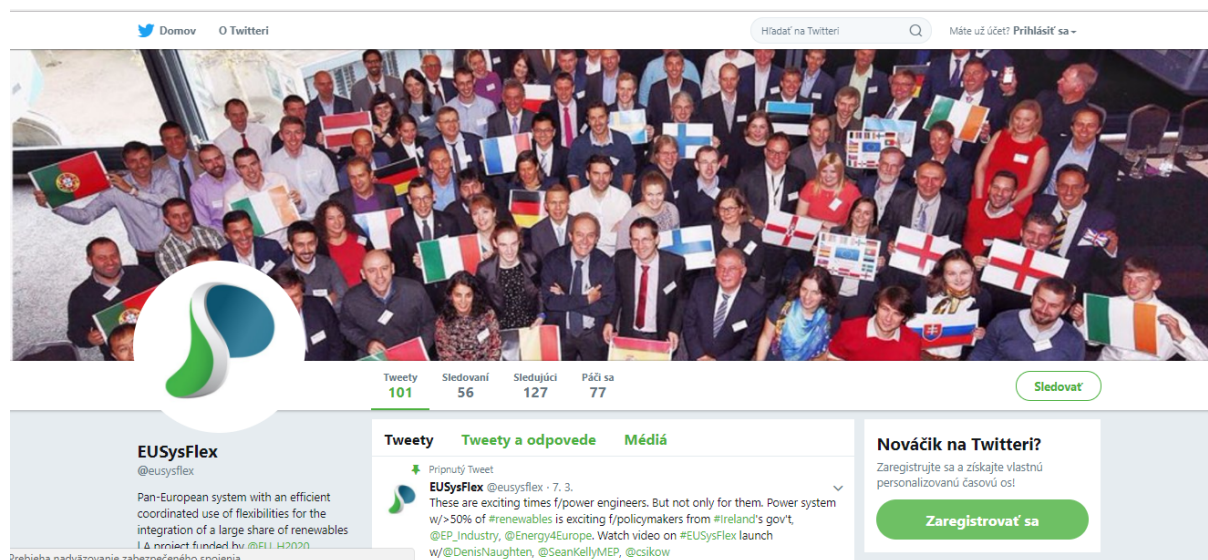 Domov O Twitteri Hľadať na Twitteri Máte už účet? Prihlásiť sa
Tweety Sledovaní Sledujúci Páči sa
101 56 127 77
Sledovať
EUSysFlex
@eusysflex
Pan-European system with an efficient
coordinated use of flexibilities for the
integration of a large share of renewables
| A project funded by @EU_H2020
Tweety Tweety a odpovede Médiá
Pripnutý Tweet
EUSysFlex @eusysflex · 7. 3.
These are exciting times f/power engineers. But not only for them. Power system
w/>50% of #renewables is exciting f/policymakers from #Ireland's gov't,
@EP_Industry, @Energy4Europe. Watch video on #EUSysFlex launch
w/@DenisNaughten, @SeanKellyMEP, @csikow
Nováčik na Twitteri?
Zaregistrujte sa a získajte vlastnú
personalizovanú časovú os!
Zaregistrovať sa
Prebieha nadväzovanie zabezpečeného spojenia